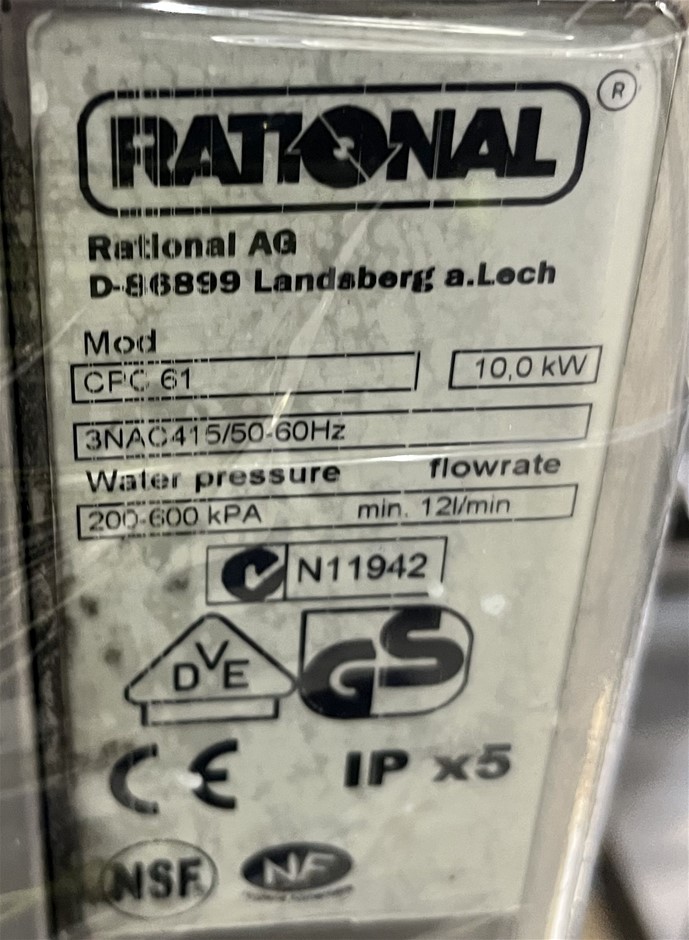 RATIONAL ®
Rational AG
D-86899 Landsberg a.Lech
Mod
CPC 61 10,0 kW
3NAC415/50-60Hz
Water pressure flowrate
200-600 kPA min. 12l/min
N11942
DVE
GS
CE IP x5
NSF NF